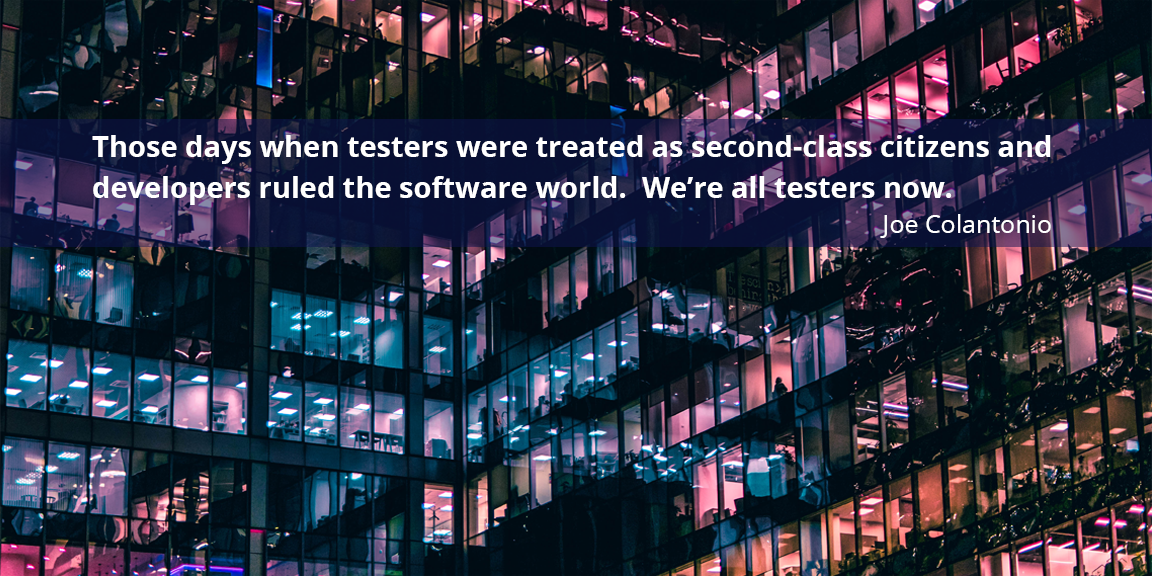 Those days when testers were treated as second-class citizens and
developers ruled the software world.  We’re all testers now.
Joe Colantonio